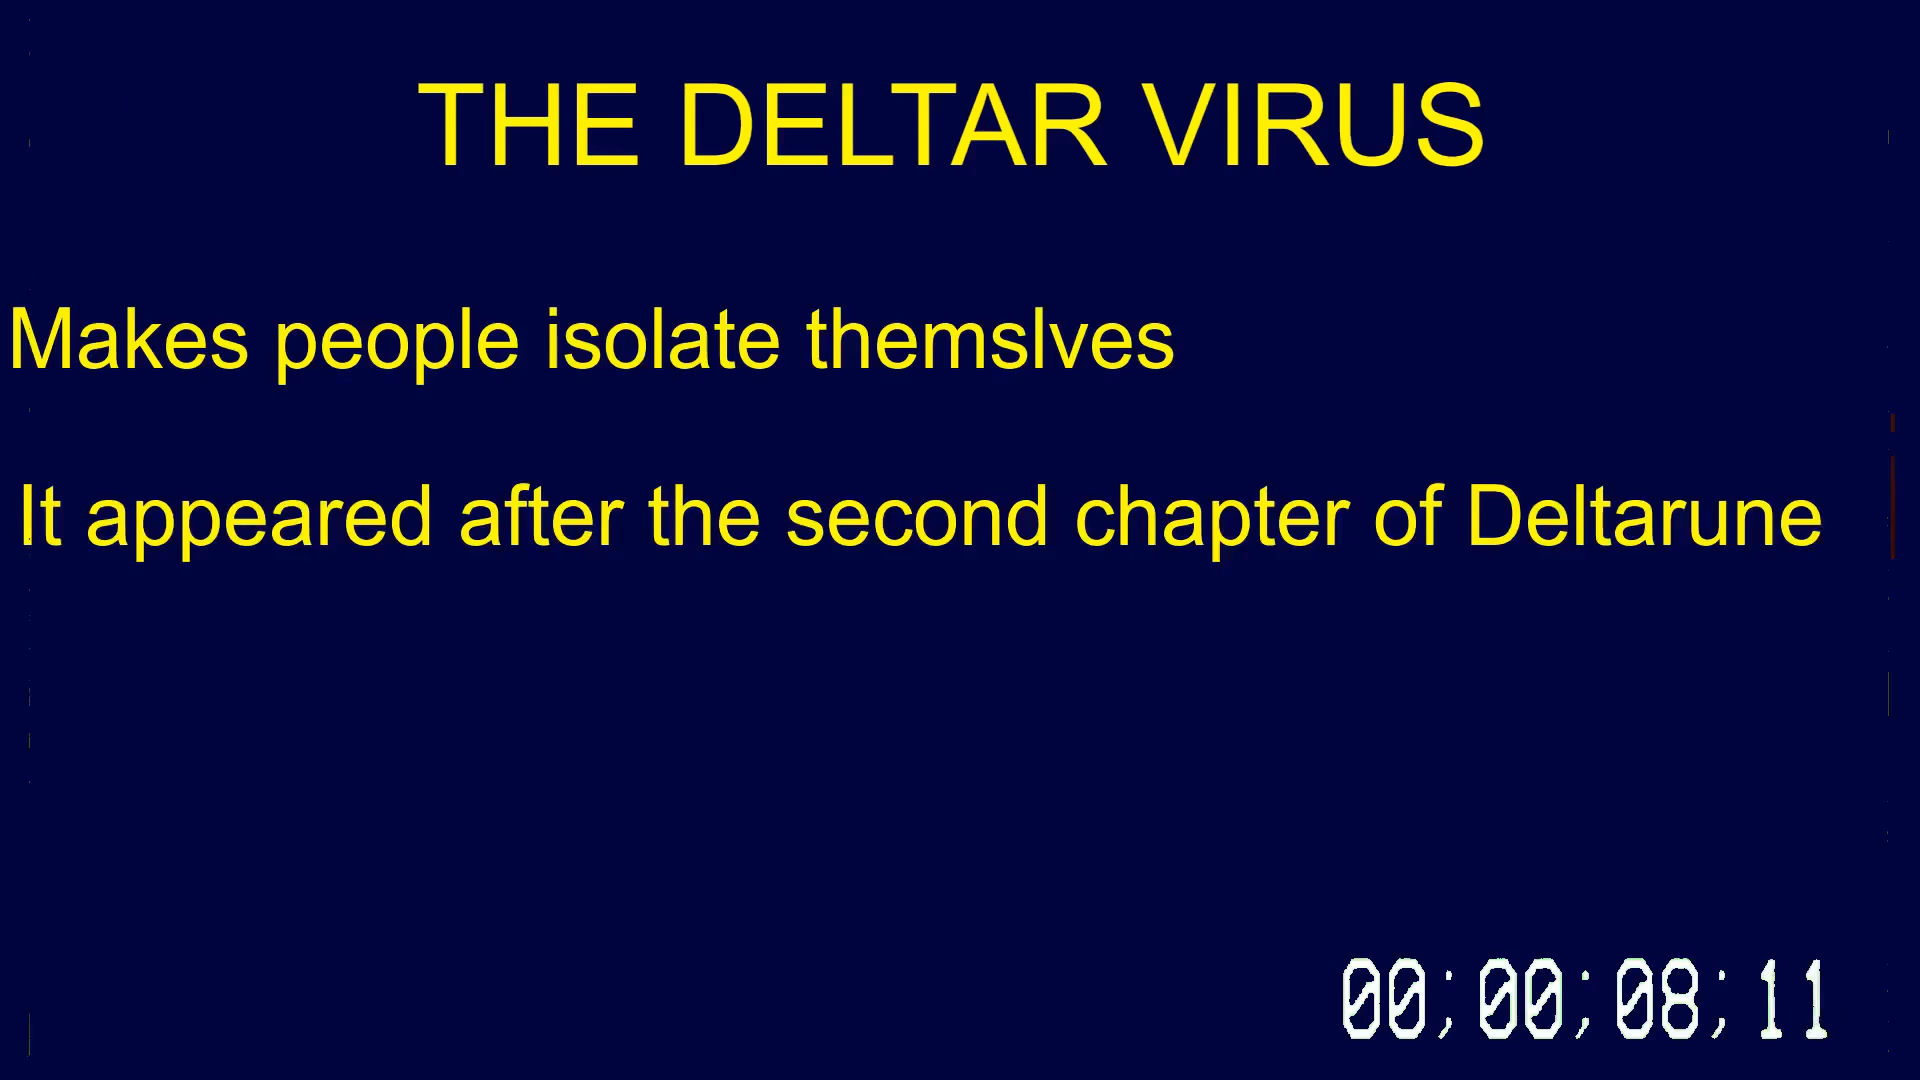 THE DELTAR VIRUS
Makes people isolate themslves
It appeared after the second chapter of Deltarune
00;00;08;11